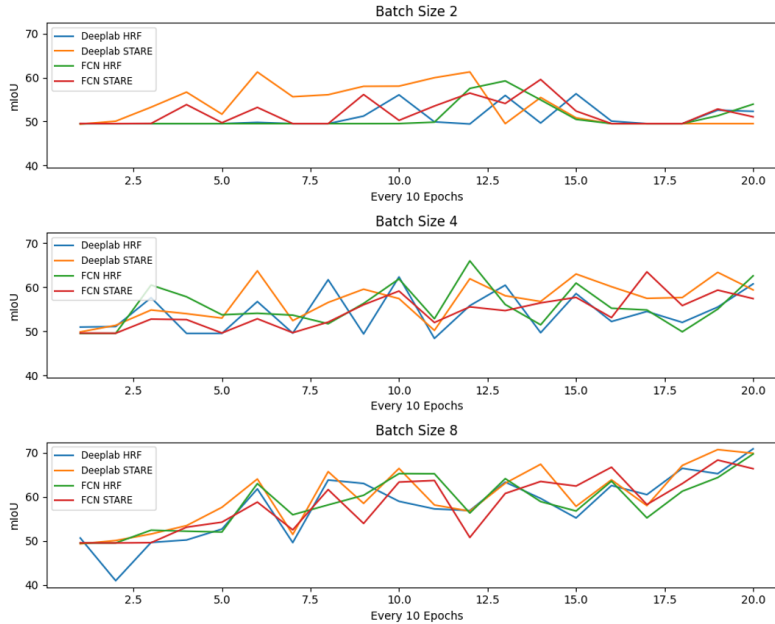 Batch Size 2
70
60
50
40
mIoU
Deeplab HRF
Deeplab STARE
FCN HRF
FCN STARE
2.5 5.0 7.5 10.0 12.5 15.0 17.5 20.0
Every 10 Epochs
Batch Size 4
70
60
50
40
mIoU
Deeplab HRF
Deeplab STARE
FCN HRF
FCN STARE
2.5 5.0 7.5 10.0 12.5 15.0 17.5 20.0
Every 10 Epochs
Batch Size 8
70
60
50
40
mIoU
Deeplab HRF
Deeplab STARE
FCN HRF
FCN STARE
2.5 5.0 7.5 10.0 12.5 15.0 17.5 20.0
Every 10 Epochs